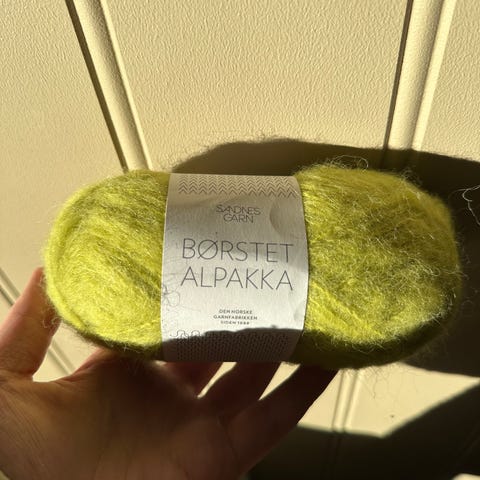 SANDNES
GARN
BØRSTET
ALPAKKA
DEN NORSKE
GARNFABRIKKEN
SIDEN 1888